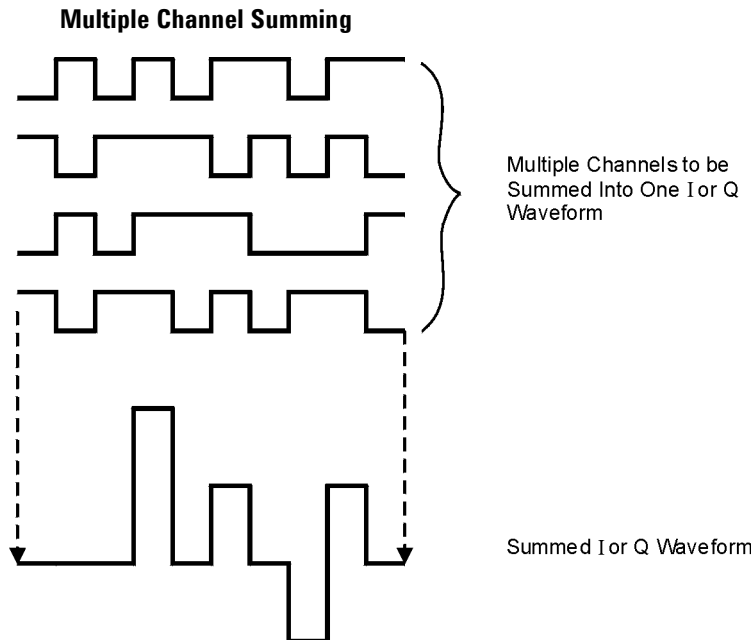 Multiple Channel Summing
Multiple Channels to be
Summed Into One I or Q
Waveform
Summed I or Q Waveform